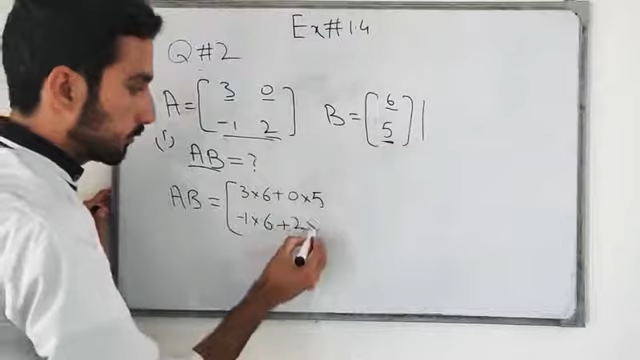 Ex#1.4
Q#2
A=[3 0
-1 2] B=[6
5]
(i) AB=?
AB=[3×6+0×5
-1×6+2×